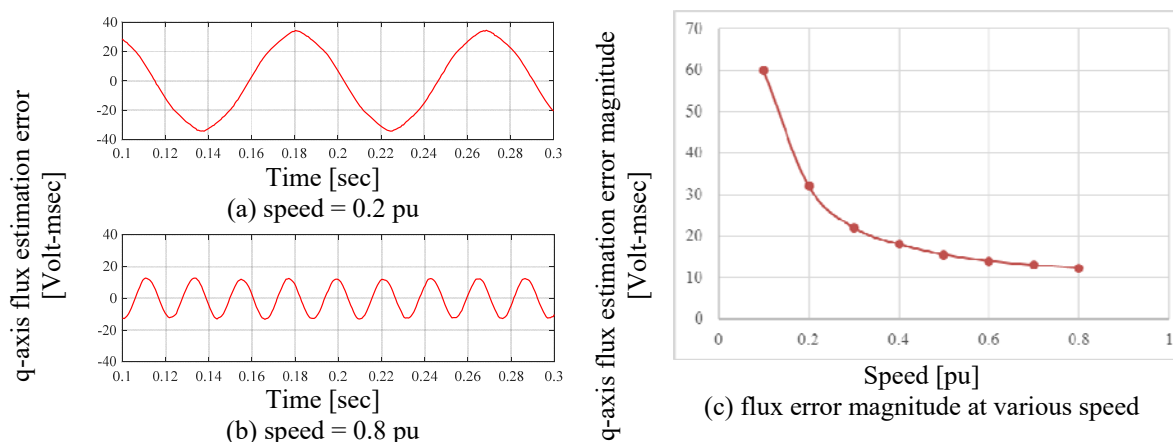 q-axis flux estimation error
[Volt-msec]
40
20
0
-20
-40
0.1 0.12 0.14 0.16 0.18 0.2 0.22 0.24 0.26 0.28 0.3
Time [sec]
(a) speed = 0.2 pu
40
20
0
-20
-40
0.1 0.12 0.14 0.16 0.18 0.2 0.22 0.24 0.26 0.28 0.3
Time [sec]
(b) speed = 0.8 pu
q-axis flux estimation error magnitude
[Volt-msec]
70
60
50
40
30
20
10
0
0 0.2 0.4 0.6 0.8 1
Speed [pu]
(c) flux error magnitude at various speed